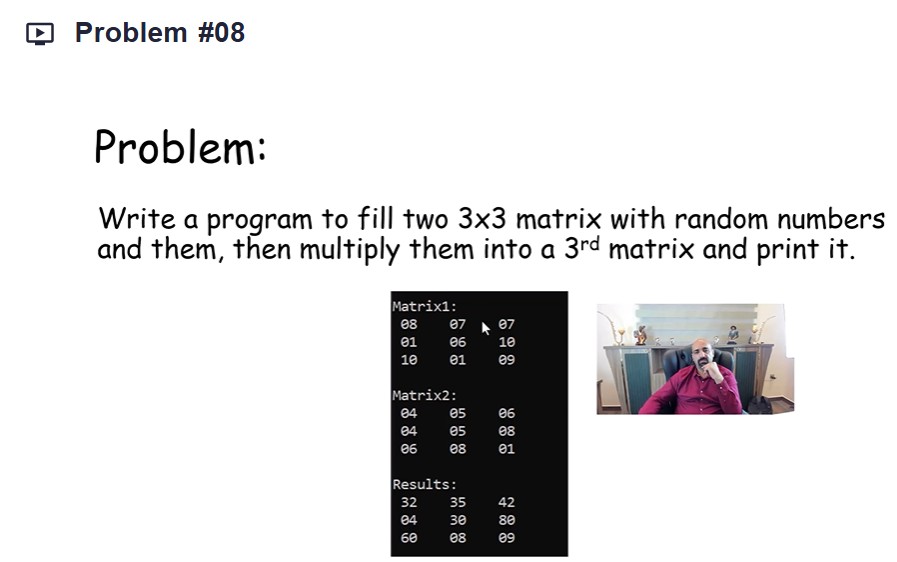 Problem #08
Problem:
Write a program to fill two 3x3 matrix with random numbers
and them, then multiply them into a 3rd matrix and print it.
Matrix1:
08 07 07
01 06 10
10 01 09
Matrix2:
04 05 06
04 05 08
06 08 01
Results:
32 35 42
04 30 80
60 08 09